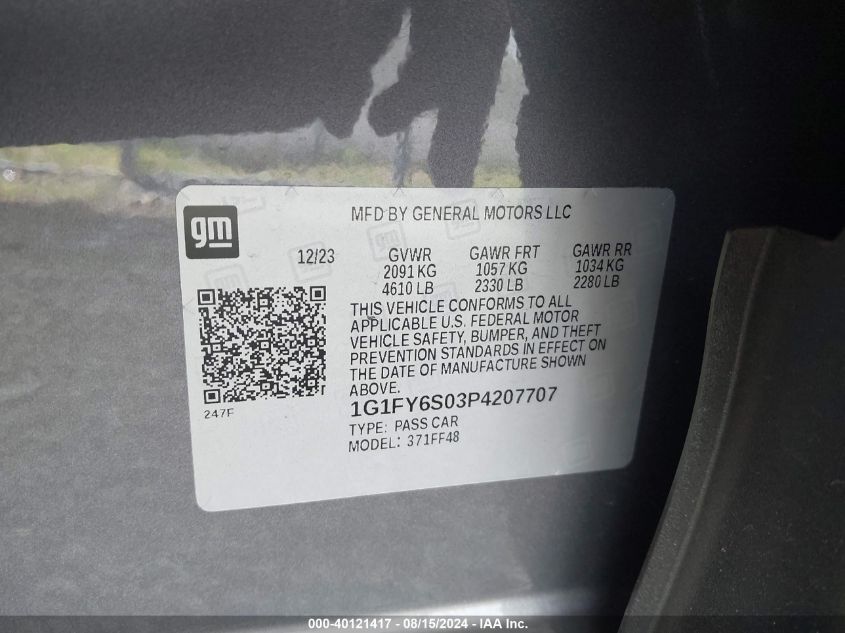 gm
MFD BY GENERAL MOTORS LLC
12/23 GVWR GAWR FRT GAWR RR
2091 KG 1057 KG 1034 KG
4610 LB 2330 LB 2280 LB
THIS VEHICLE CONFORMS TO ALL
APPLICABLE U.S. FEDERAL MOTOR
VEHICLE SAFETY, BUMPER, AND THEFT
PREVENTION STANDARDS IN EFFECT ON
THE DATE OF MANUFACTURE SHOWN
ABOVE.
247F
1G1FY6S03P4207707
TYPE: PASS CAR
MODEL: 371FF48
000-40121417 - 08/15/2024 - IAA Inc.